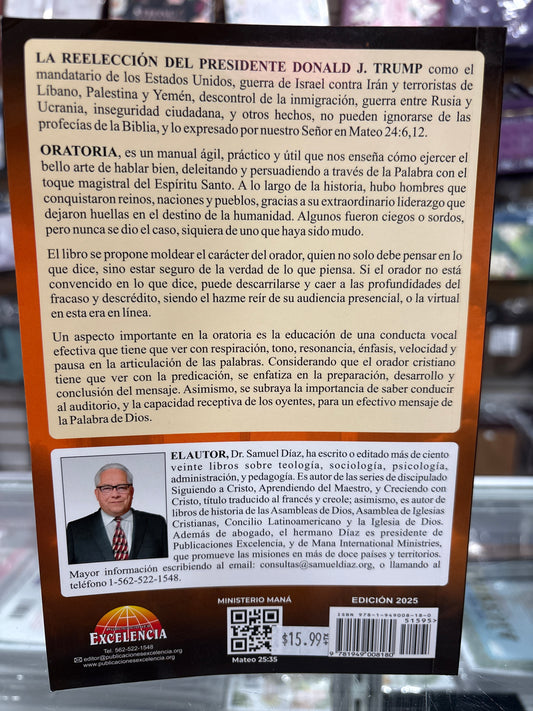 LA REELECCIÓN DEL PRESIDENTE DONALD J. TRUMP como el
mandatario de los Estados Unidos, guerra de Israel contra Irán y terroristas de
Líbano, Palestina y Yemén, descontrol de la inmigración, guerra entre Rusia y
Ucrania, inseguridad ciudadana, y otros hechos, no pueden ignorarse de las
profecías de la Biblia, y lo expresado por nuestro Señor en Mateo 24:6,12.
ORATORIA, es un manual ágil, práctico y útil que nos enseña cómo ejercer el
bello arte de hablar bien, deleitando y persuadiendo a través de la Palabra con el
toque magistral del Espíritu Santo. A lo largo de la historia, hubo hombres que
conquistaron reinos, naciones y pueblos, gracias a su extraordinario liderazgo que
dejaron huellas en el destino de la humanidad. Algunos fueron ciegos o sordos,
pero nunca se dio el caso, siquiera de uno que haya sido mudo.
El libro se propone moldear el carácter del orador, quien no solo debe pensar en lo
que dice, sino estar seguro de la verdad de lo que piensa. Si el orador no está
convencido en lo que dice, puede descarrilarse y caer a las profundidades del
fracaso y descrédito, siendo el hazme reír de su audiencia presencial, o la virtual
en esta era en línea.
Un aspecto importante en la oratoria es la educación de una conducta vocal
efectiva que tiene que ver con respiración, tono, resonancia, énfasis, velocidad y
pausa en la articulación de las palabras. Considerando que el orador cristiano
tiene que ver con la predicación, se enfatiza en la preparación, desarrollo y
conclusión del mensaje. Asimismo, se subraya la importancia de saber conducir
al auditorio, y la capacidad receptiva de los oyentes, para un efectivo mensaje de
la Palabra de Dios.
EL AUTOR, Dr. Samuel Díaz, ha escrito o editado más de ciento
veinte libros sobre teología, sociología, psicología,
administración, y pedagogía. Es autor de las series de discipulado
Siguiendo a Cristo, Aprendiendo del Maestro, y Creciendo con
Cristo, título traducido al francés y creole; asimismo, es autor de
libros de historia de las Asambleas de Dios, Asamblea de Iglesias
Cristianas, Concilio Latinoamericano y la Iglesia de Dios.
Además de abogado, el hermano Díaz es presidente de
Publicaciones Excelencia, y de Mana International Ministries,
que promueve las misiones en más de doce países y territorios.
Mayor información escribiendo al email: consultas@samueldiaz.org, o llamando al
teléfono 1-562-522-1548.
EXCELENCIA
Tel. 562-522-1548
editor@publicacionesexcelencia.org
www.publicacionesexcelencia.org
MINISTERIO MANÁ
$15.99
Mateo 25:35
EDICIÓN 2025
ISBN 978-1-949008-18-0
51595>
9 781949 008180